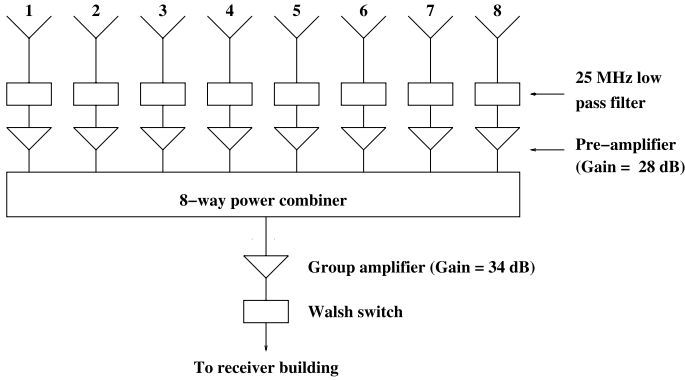 1 2 3 4 5 6 7 8
25 MHz low
pass filter
Pre−amplifier
(Gain = 28 dB)
8−way power combiner
Group amplifier (Gain = 34 dB)
Walsh switch
To receiver building